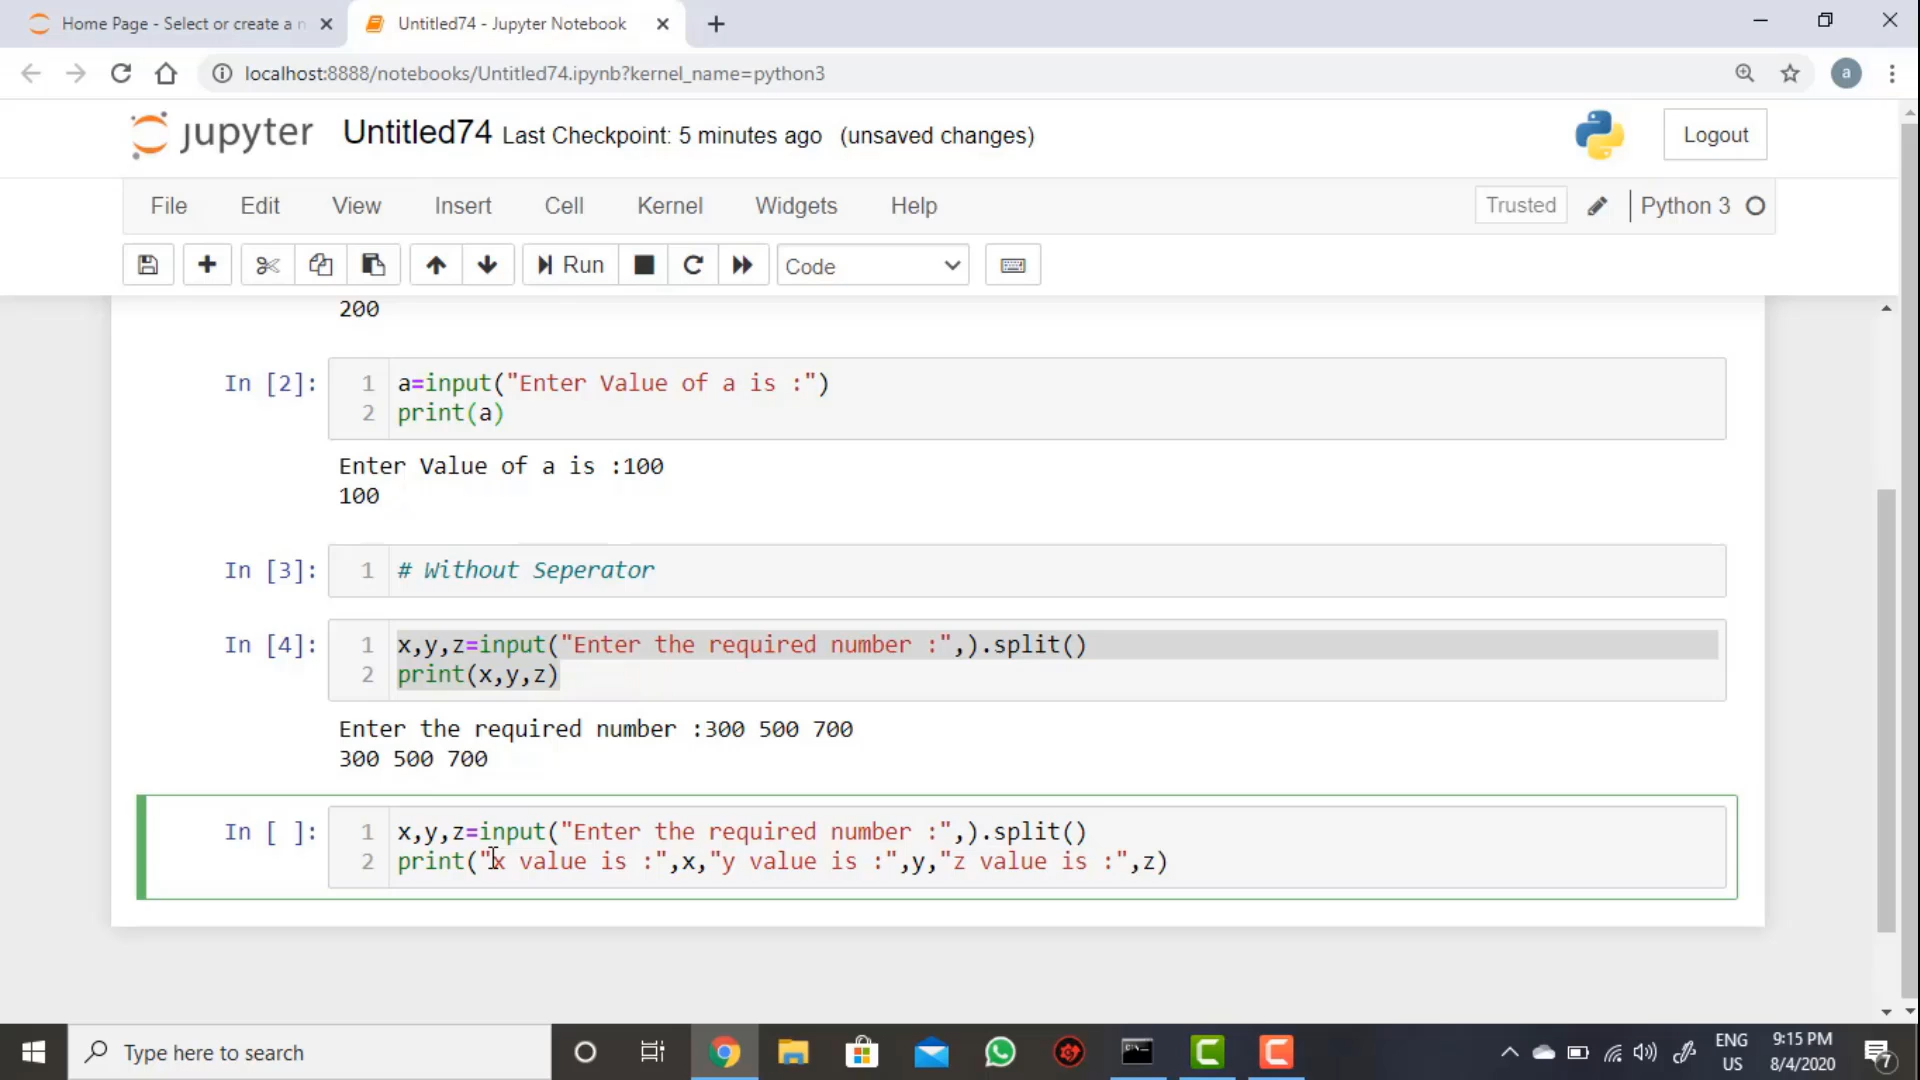 Home Page - Select or create a n
Untitled74 - Jupyter Notebook
localhost:8888/notebooks/Untitled74.ipynb?kernel_name=python3
a
jupyter Untitled74 Last Checkpoint: 5 minutes ago (unsaved changes)
Logout
File Edit View Insert Cell Kernel Widgets Help
Trusted Python 3
Run Code
200
In [2]:
1 a=input("Enter Value of a is :")
2 print(a)
Enter Value of a is :100
100
In [3]:
1 # Without Seperator
In [4]:
1 x,y,z=input("Enter the required number :",).split()
2 print(x,y,z)
Enter the required number :300 500 700
300 500 700
In [ ]:
1 x,y,z=input("Enter the required number :",).split()
2 print("x value is :",x,"y value is :",y,"z value is :",z)
Type here to search
ENG
US
9:15 PM
8/4/2020
7